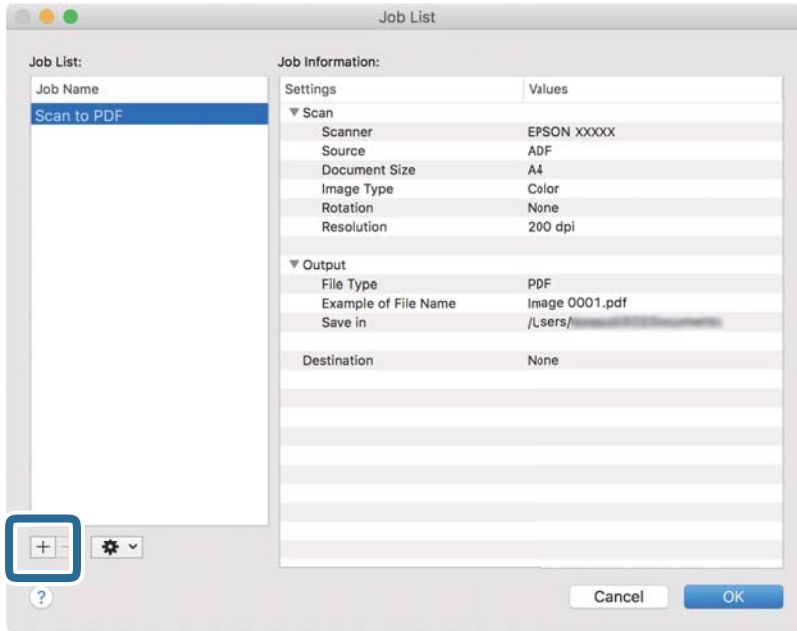 Job List
Job List:
Job Information:
Job Name
Scan to PDF
Settings Values
Scan
Scanner EPSON XXXXX
Source ADF
Document Size A4
Image Type Color
Rotation None
Resolution 200 dpi
Output
File Type PDF
Example of File Name Image 0001.pdf
Save in /Users/
Destination None
+ -
?
Cancel OK